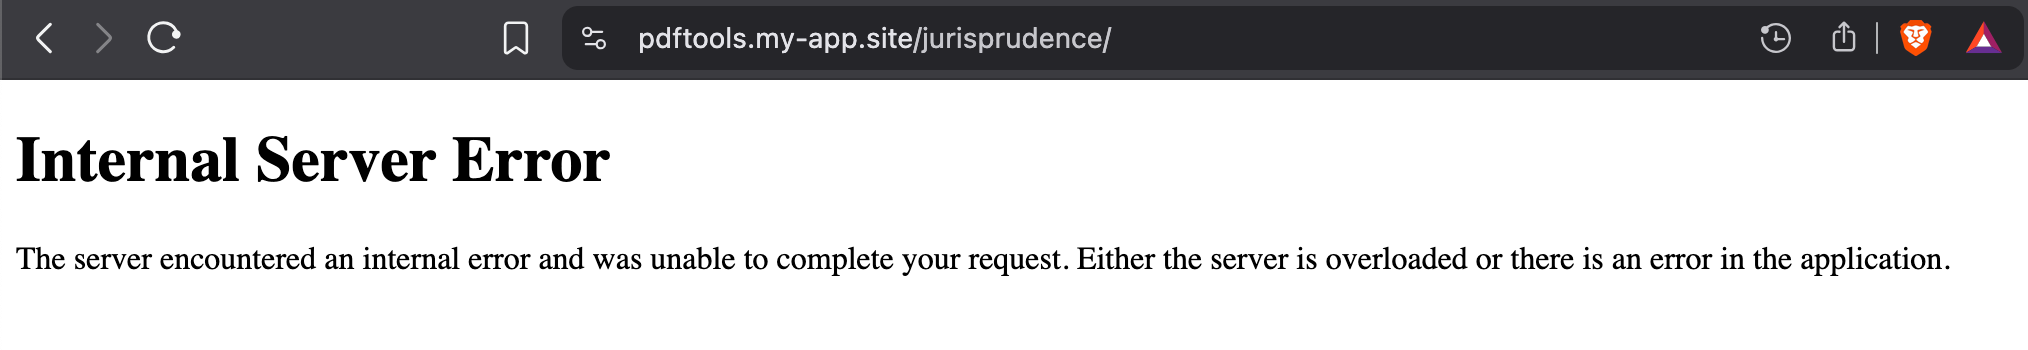 pdftools.my-app.site/jurisprudence/
Internal Server Error
The server encountered an internal error and was unable to complete your request. Either the server is overloaded or there is an error in the application.